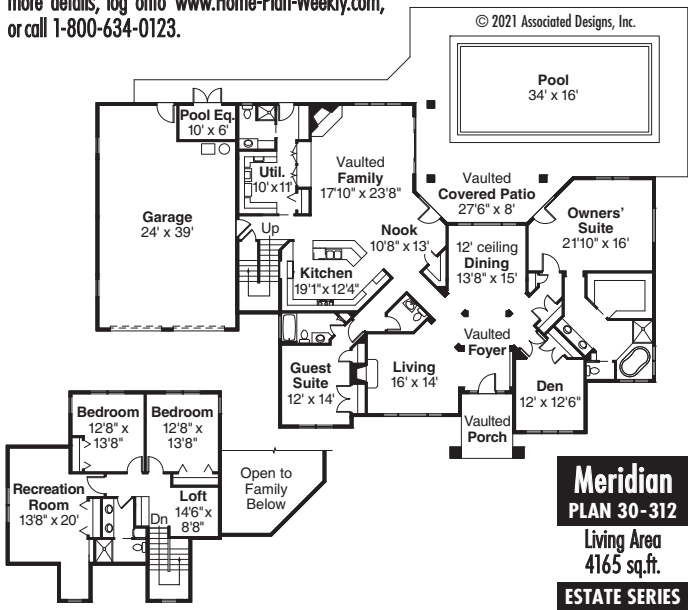 more details, log onto www.Home-Plan-Weekly.com,
or call 1-800-634-0123.
© 2021 Associated Designs, Inc.
Pool
34' x 16'
Pool Eq.
10' x 6'
Util.
10'x 11'
Vaulted
Family
17'10" x 23'8"
Vaulted
Covered Patio
27'6" x 8'
Garage
24' x 39'
Up
Nook
10'8" x 13'
12' ceiling
Dining
13'8" x 15'
Owners'
Suite
21'10" x 16'
Kitchen
19'1" x 12'4"
Vaulted
Foyer
Guest
Suite
12' x 14'
Living
16' x 14'
Den
12' x 12'6"
Vaulted
Porch
Bedroom
12'8" x
13'8"
Bedroom
12'8" x
13'8"
Open to
Family
Below
Recreation
Room
13'8" x 20'
Loft
14'6" x
8'8"
Dn
Meridian
PLAN 30-312
Living Area
4165 sq.ft.
ESTATE SERIES